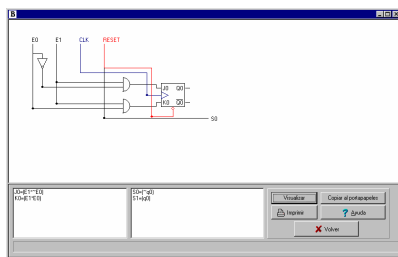 B
E0 E1 CLK RESET
J0 Q0
K0 Q0
S0
J0=(E1*~E0)
K0=(E1*E0)
S0=(~q0)
S1=(q0)
Visualizar Copiar al portapapeles
Imprimir ? Ayuda
Volver